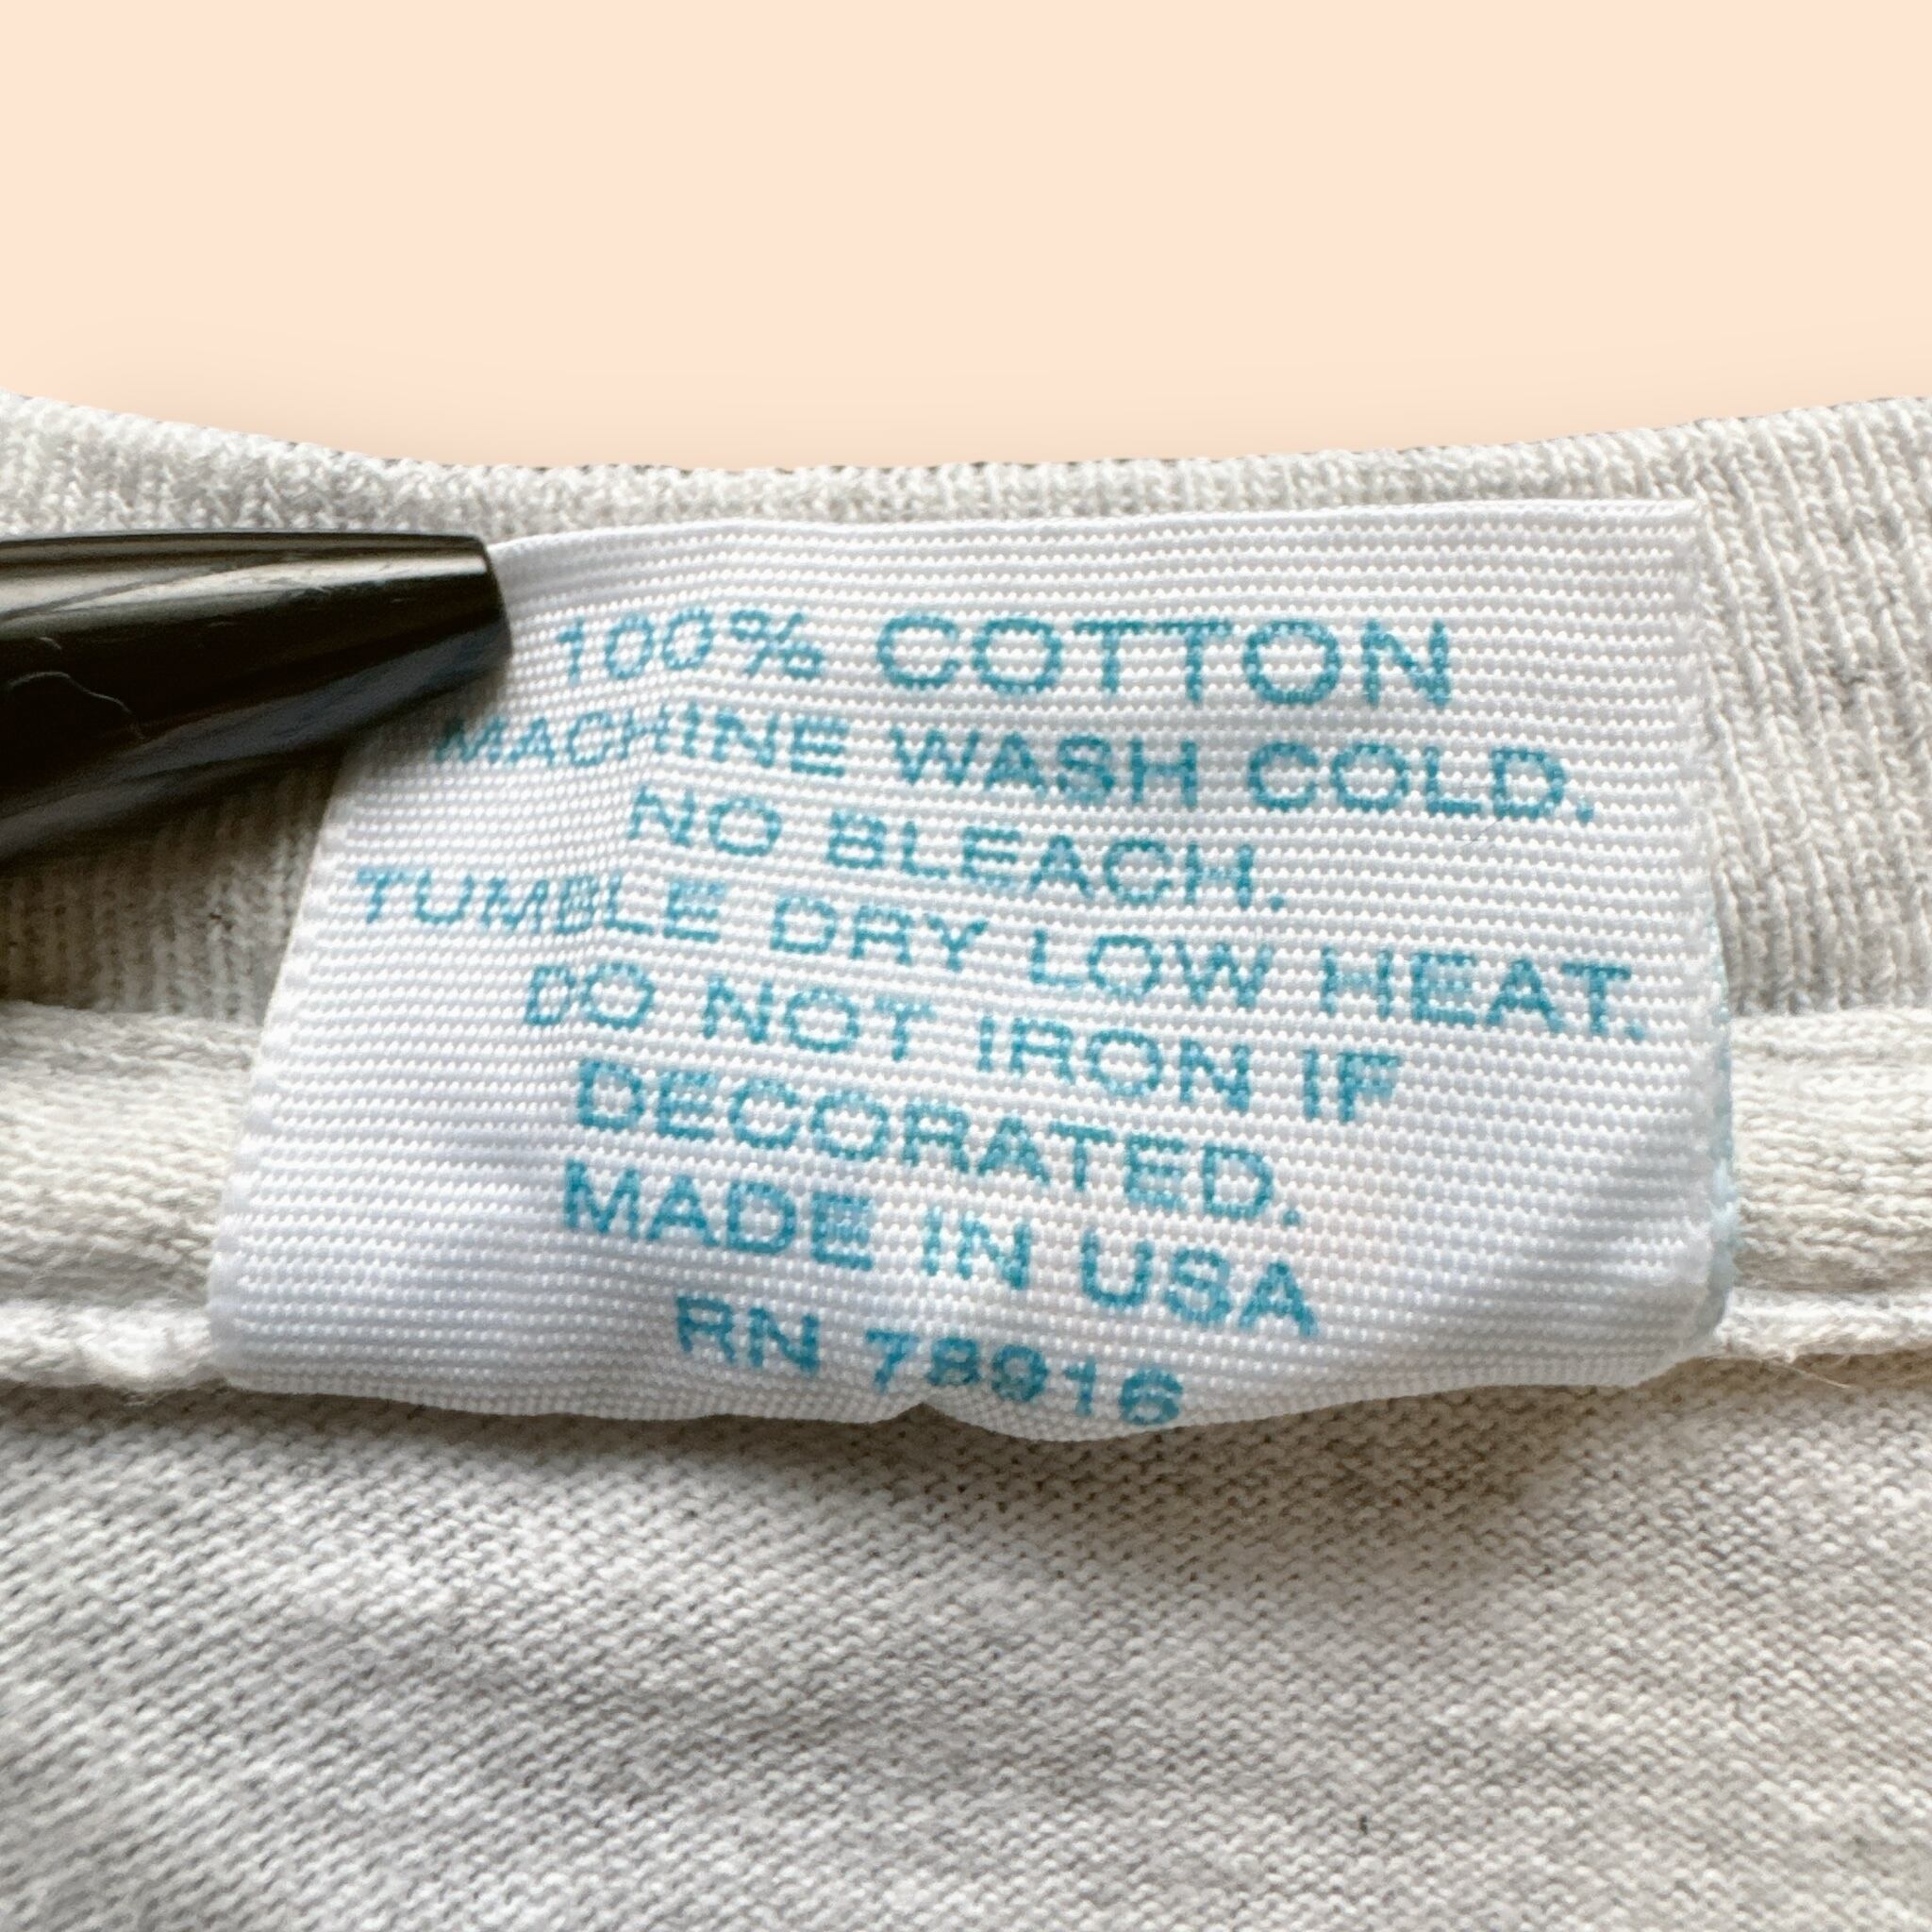 100% COTTON
MACHINE WASH COLD.
NO BLEACH.
TUMBLE DRY LOW HEAT.
DO NOT IRON IF
DECORATED.
MADE IN USA
RN 78916